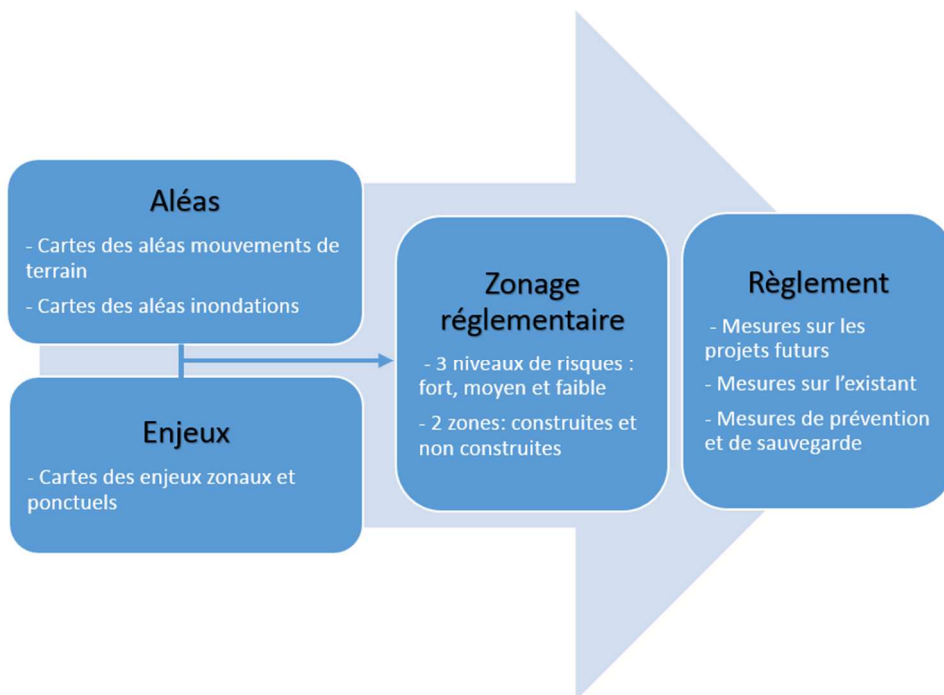 Aléas
- Cartes des aléas mouvements de
terrain
- Cartes des aléas inondations
Enjeux
- Cartes des enjeux zonaux et
ponctuels
Zonage
réglementaire
- 3 niveaux de risques :
fort, moyen et faible
- 2 zones: construites et
non construites
Règlement
- Mesures sur les
projets futurs
- Mesures sur l’existant
- Mesures de prévention
et de sauvegarde